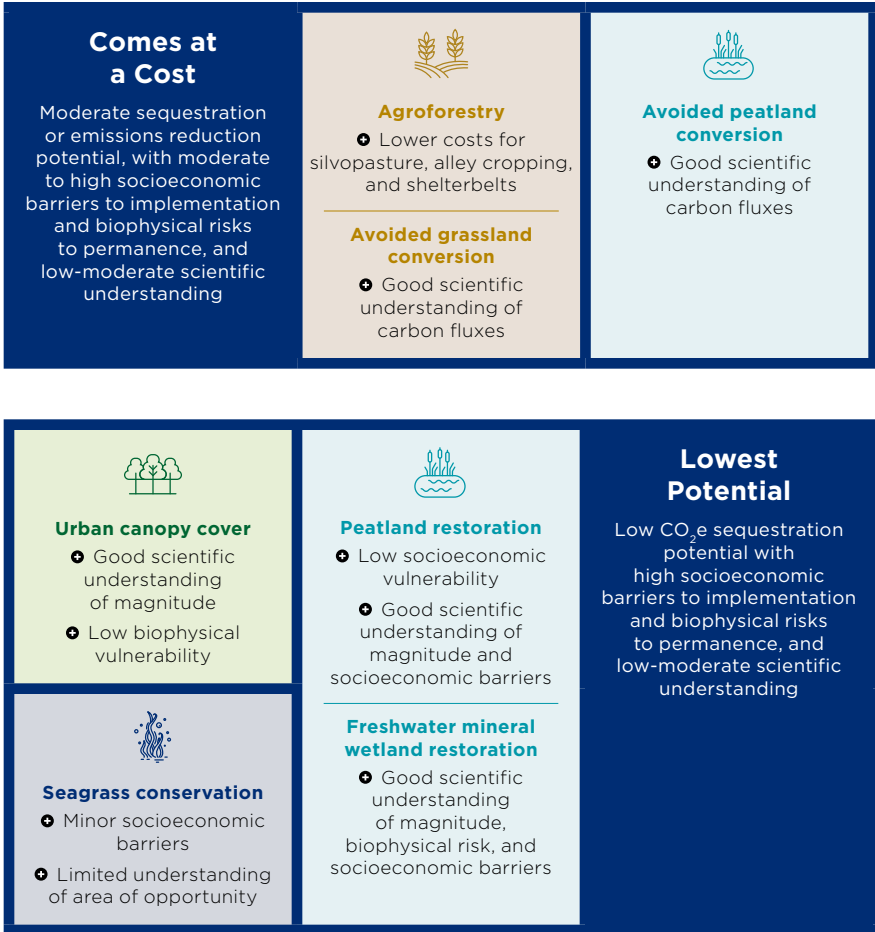 Comes at
a Cost
Moderate sequestration
or emissions reduction
potential, with moderate
to high socioeconomic
barriers to implementation
and biophysical risks
to permanence, and
low-moderate scientific
understanding
Agroforestry
Lower costs for
silvopasture, alley cropping,
and shelterbelts
Avoided grassland
conversion
Good scientific
understanding of
carbon fluxes
Avoided peatland
conversion
Good scientific
understanding of
carbon fluxes
Urban canopy cover
Good scientific
understanding
of magnitude
Low biophysical
vulnerability
Seagrass conservation
Minor socioeconomic
barriers
Limited understanding
of area of opportunity
Peatland restoration
Low socioeconomic
vulnerability
Good scientific
understanding of
magnitude and
socioeconomic barriers
Freshwater mineral
wetland restoration
Good scientific
understanding
of magnitude,
biophysical risk, and
socioeconomic barriers
Lowest
Potential
Low CO₂e sequestration
potential with
high socioeconomic
barriers to implementation
and biophysical risks
to permanence, and
low-moderate scientific
understanding